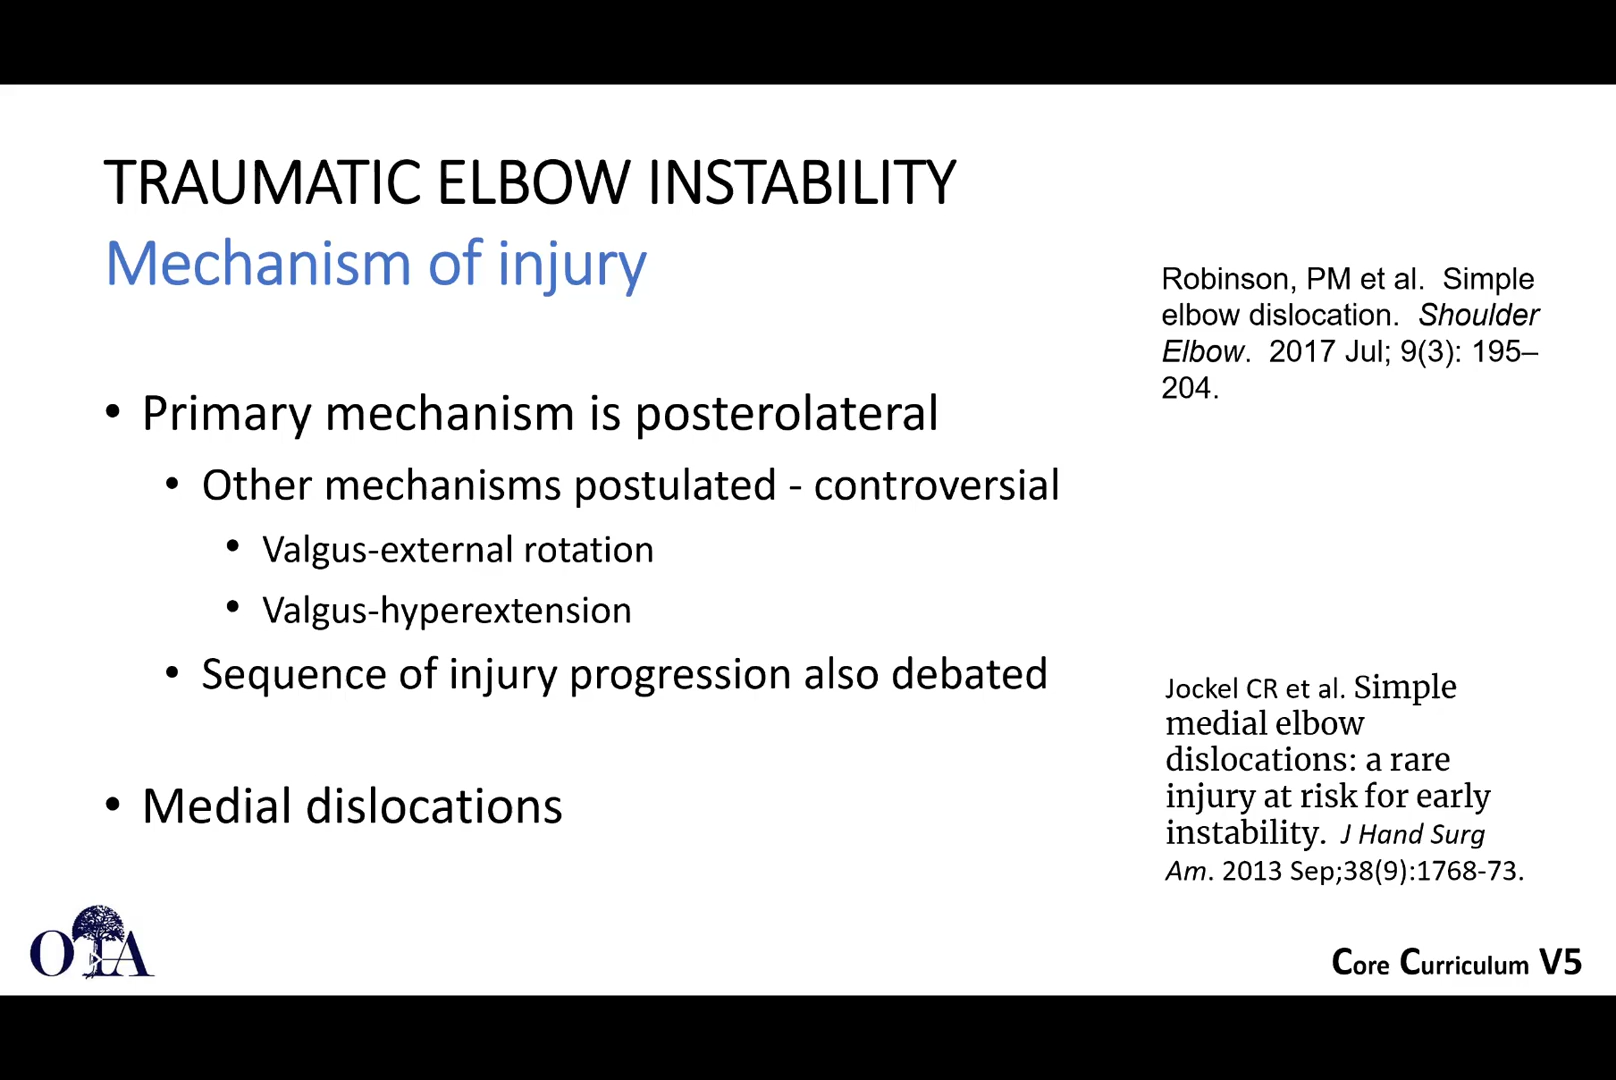 TRAUMATIC ELBOW INSTABILITY
Mechanism of injury
• Primary mechanism is posterolateral
• Other mechanisms postulated - controversial
• Valgus-external rotation
• Valgus-hyperextension
• Sequence of injury progression also debated
• Medial dislocations
Robinson, PM et al. Simple
elbow dislocation. Shoulder
Elbow. 2017 Jul; 9(3): 195–
204.
Jockel CR et al. Simple
medial elbow
dislocations: a rare
injury at risk for early
instability. J Hand Surg
Am. 2013 Sep;38(9):1768-73.
OTA
Core Curriculum V5